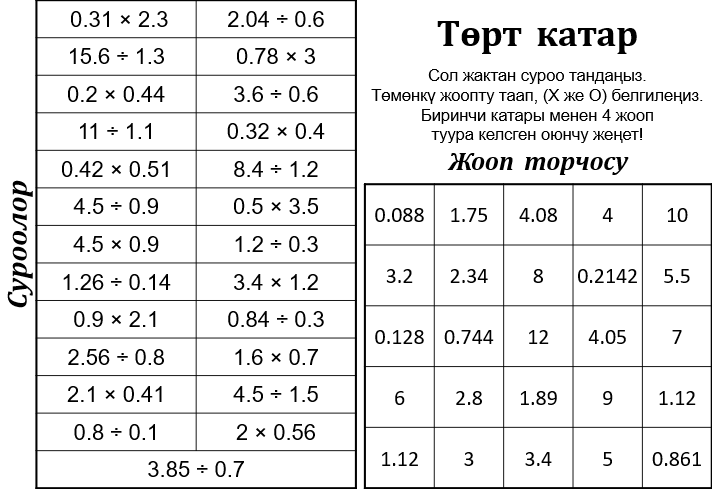 Суроолор
0.31 × 2.3 2.04 ÷ 0.6
15.6 ÷ 1.3 0.78 × 3
0.2 × 0.44 3.6 ÷ 0.6
11 ÷ 1.1 0.32 × 0.4
0.42 × 0.51 8.4 ÷ 1.2
4.5 ÷ 0.9 0.5 × 3.5
4.5 × 0.9 1.2 ÷ 0.3
1.26 ÷ 0.14 3.4 × 1.2
0.9 × 2.1 0.84 ÷ 0.3
2.56 ÷ 0.8 1.6 × 0.7
2.1 × 0.41 4.5 ÷ 1.5
0.8 ÷ 0.1 2 × 0.56
3.85 ÷ 0.7
Төрт катар
Сол жактан суроо тандаңыз.
Төмөнкү жоопту таап, (X же О) белгилеңиз.
Биринчи катары менен 4 жооп
туура келсген оюнчу жеңет!
Жооп торчосу
0.088 1.75 4.08 4 10
3.2 2.34 8 0.2142 5.5
0.128 0.744 12 4.05 7
6 2.8 1.89 9 1.12
1.12 3 3.4 5 0.861